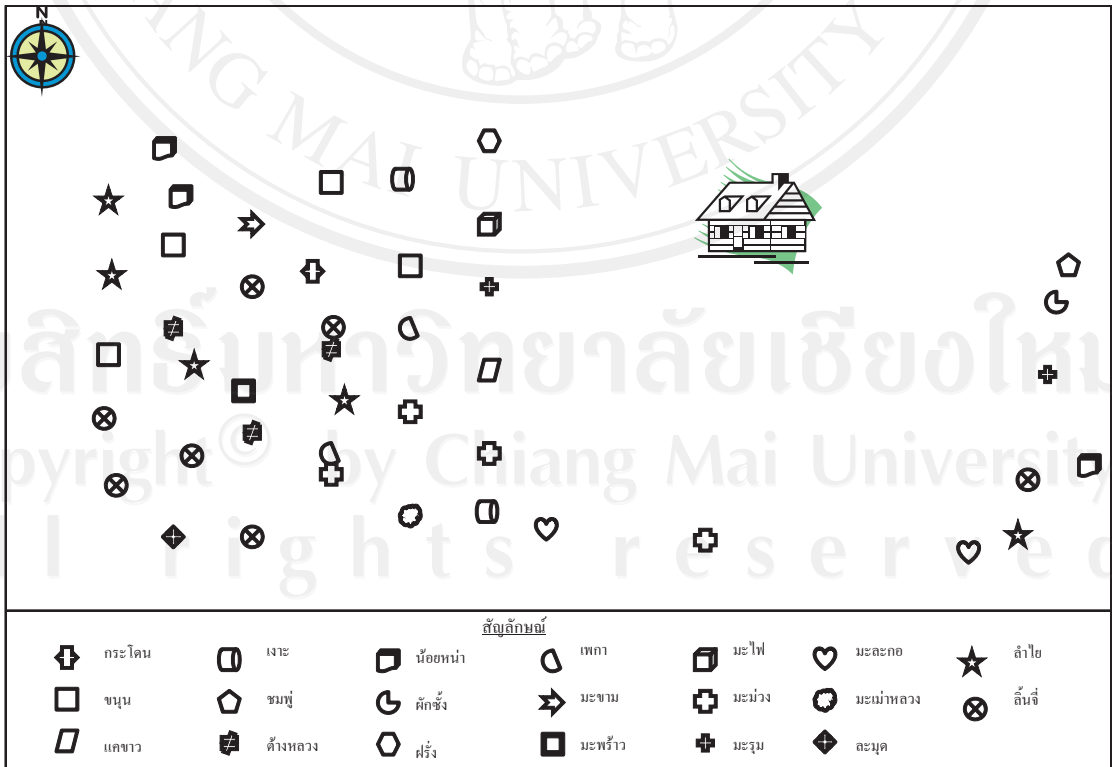 N
ANG MAI UNIVERSITY
สิทธิ์มหาวิทยาลัยเชียงใหม่
pyright © by Chiang Mai University
l rights reserved
สัญลักษณ์
กระโดน เงาะ น้อยหน่า เพกา มะไฟ มะละกอ ลำไย
ขนุน ชมพู่ ผักซั้ง มะขาม มะม่วง มะเม่าหลวง ลิ้นจี่
แคขาว ต้างหลวง ฝรั่ง มะพร้าว มะรุม ละมุด